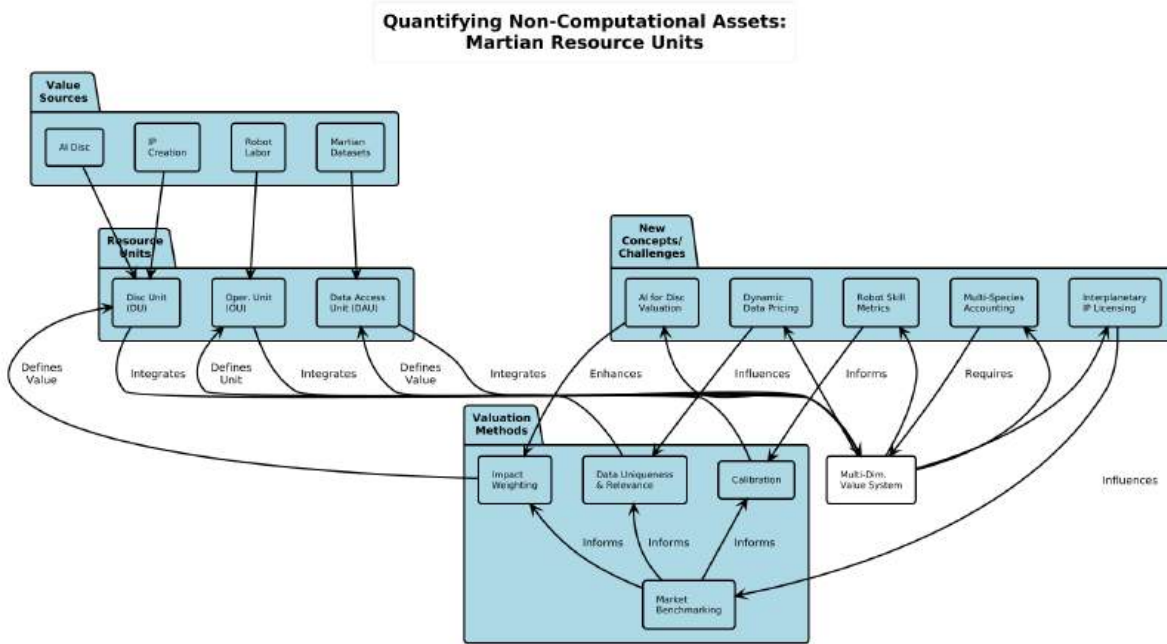 Quantifying Non-Computational Assets:
Martian Resource Units
Value
Sources
AI Disc
IP
Creation
Robot
Labor
Martian
Datasets
Resource
Units
Disc Unit
(DU)
Oper. Unit
(OU)
Data Access
Unit (DAU)
New
Concepts/
Challenges
AI for Disc
Valuation
Dynamic
Data Pricing
Robot Skill
Metrics
Multi-Species
Accounting
Interplanetary
IP Licensing
Defines
Value
Integrates
Defines
Unit
Integrates
Defines
Value
Integrates
Enhances
Influences
Informs
Requires
Valuation
Methods
Impact
Weighting
Data Uniqueness
& Relevance
Calibration
Multi-Dim.
Value System
Influences
Informs
Informs
Informs
Market
Benchmarking